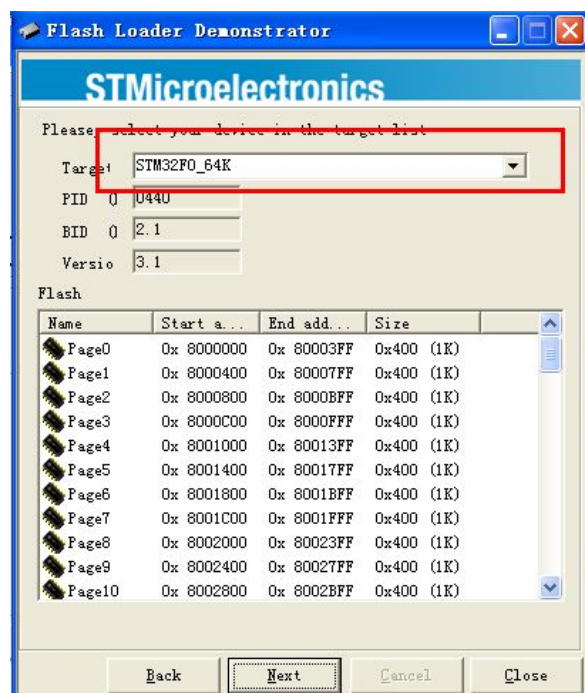 Flash Loader Demonstrator
STMicroelectronics
Please, select your device in the target list
Target STM32F0_64K
PID () 0440
BID () 2.1
Versio 3.1
Flash
Name Start a... End add... Size
Page0 0x 8000000 0x 80003FF 0x400 (1K)
Page1 0x 8000400 0x 80007FF 0x400 (1K)
Page2 0x 8000800 0x 8000BFF 0x400 (1K)
Page3 0x 8000C00 0x 8000FFF 0x400 (1K)
Page4 0x 8001000 0x 80013FF 0x400 (1K)
Page5 0x 8001400 0x 80017FF 0x400 (1K)
Page6 0x 8001800 0x 8001BFF 0x400 (1K)
Page7 0x 8001C00 0x 8001FFF 0x400 (1K)
Page8 0x 8002000 0x 80023FF 0x400 (1K)
Page9 0x 8002400 0x 80027FF 0x400 (1K)
Page10 0x 8002800 0x 8002BFF 0x400 (1K)
Back Next Cancel Close